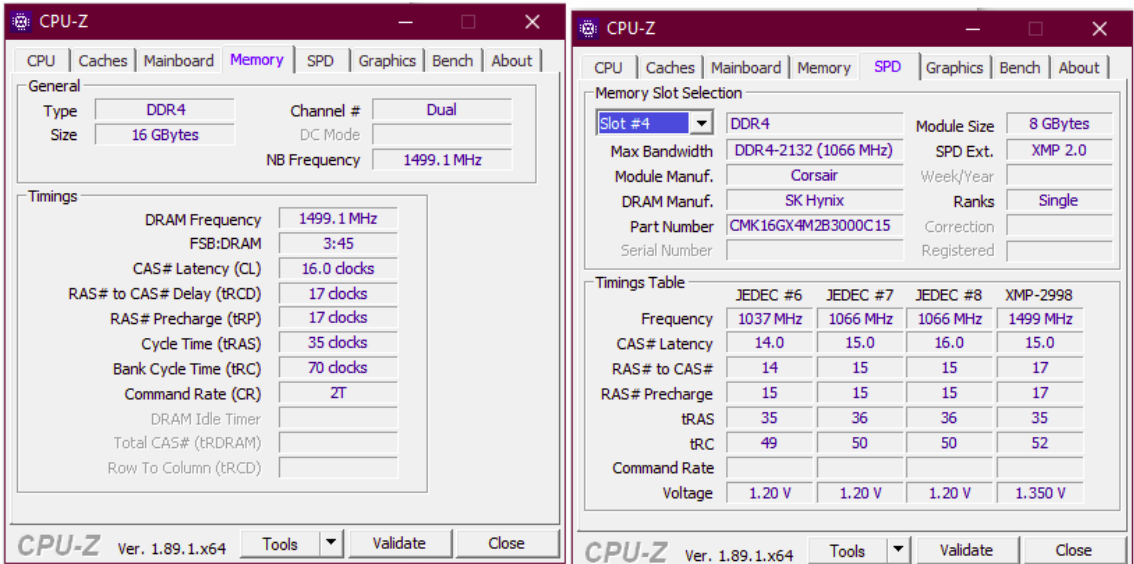 CPU-Z
CPU Caches Mainboard Memory SPD Graphics Bench About
General
Type DDR4 Channel # Dual
Size 16 GBytes DC Mode
NB Frequency 1499.1 MHz
Timings
DRAM Frequency 1499.1 MHz
FSB:DRAM 3:45
CAS# Latency (CL) 16.0 clocks
RAS# to CAS# Delay (tRCD) 17 clocks
RAS# Precharge (tRP) 17 clocks
Cycle Time (tRAS) 35 clocks
Bank Cycle Time (tRC) 70 clocks
Command Rate (CR) 2T
DRAM Idle Timer
Total CAS# (tRDRAM)
Row To Column (tRCD)
CPU-Z Ver. 1.89.1.x64 Tools Validate Close
CPU-Z
CPU Caches Mainboard Memory SPD Graphics Bench About
Memory Slot Selection
Slot #4 DDR4 Module Size 8 GBytes
Max Bandwidth DDR4-2132 (1066 MHz) SPD Ext. XMP 2.0
Module Manuf. Corsair Week/Year
DRAM Manuf. SK Hynix Ranks Single
Part Number CMK16GX4M2B3000C15 Correction
Serial Number Registered
Timings Table
JEDEC #6 JEDEC #7 JEDEC #8 XMP-2998
Frequency 1037 MHz 1066 MHz 1066 MHz 1499 MHz
CAS# Latency 14.0 15.0 16.0 15.0
RAS# to CAS# 14 15 15 17
RAS# Precharge 15 15 15 17
tRAS 35 36 36 35
tRC 49 50 50 52
Command Rate
Voltage 1.20 V 1.20 V 1.20 V 1.350 V
CPU-Z Ver. 1.89.1.x64 Tools Validate Close